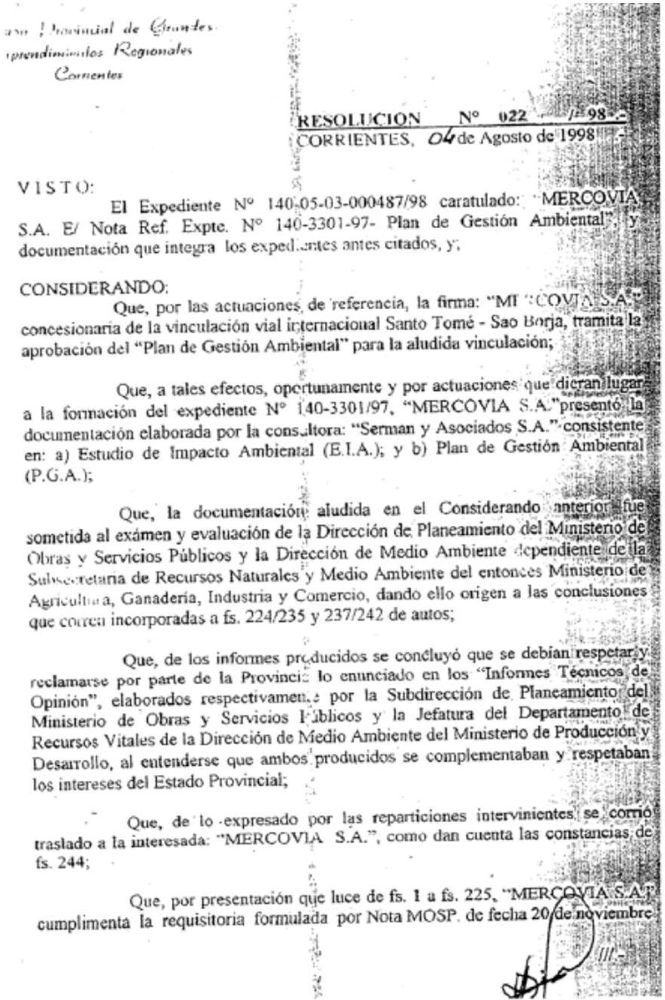 Provincial de Grandes
Regionales
Corrientes
RESOLUCION Nº 022 / 98.-
CORRIENTES, 04 de Agosto de 1998 .-
VISTO:
El Expediente Nº 140-05-03-000487/98 caratulado: "MERCOVIA
S.A. E/ Nota Ref. Expte. Nº 140-3301-97- Plan de Gestión Ambiental", y
documentación que integra los expedientes antes citados, y;
CONSIDERANDO:
Que, por las actuaciones de referencia, la firma: "MERCOVIA S.A."
concesionaria de la vinculación vial internacional Santo Tomé - Sao Borja, tramita la
aprobación del "Plan de Gestión Ambiental" para la aludida vinculación;
Que, a tales efectos, oportunamente y por actuaciones que dieran lugar
a la formación del expediente Nº 140-3301/97, "MERCOVIA S.A." presentó la
documentación elaborada por la consultora: "Serman y Asociados S.A." consistente
en: a) Estudio de Impacto Ambiental (E.I.A.); y b) Plan de Gestión Ambiental
(P.G.A.);
Que, la documentación aludida en el Considerando anterior fue
sometida al exámen y evaluación de la Dirección de Planeamiento del Ministerio de
Obras y Servicios Públicos y la Dirección de Medio Ambiente dependiente de la
Subsecretaria de Recursos Naturales y Medio Ambiente del entonces Ministerio de
Agricultura, Ganadería, Industria y Comercio, dando ello origen a las conclusiones
que corren incorporadas a fs. 224/235 y 237/242 de autos;
Que, de los informes producidos se concluyó que se debían respetar y
reclamarse por parte de la Provincia lo enunciado en los "Informes Técnicos de
Opinión", elaborados respectivamente por la Subdirección de Planeamiento del
Ministerio de Obras y Servicios Públicos y la Jefatura del Departamento de
Recursos Vitales de la Dirección de Medio Ambiente del Ministerio de Producción y
Desarrollo, al entenderse que ambos producidos se complementaban y respetaban
los intereses del Estado Provincial;
Que, de lo expresado por las reparticiones intervinientes, se corrió
traslado a la interesada: "MERCOVIA S.A.", como dan cuenta las constancias de
fs. 244;
Que, por presentación que luce de fs. 1 a fs. 225, "MERCOVIA S.A."
cumplimenta la requisitoria formulada por Nota MOSP. de fecha 20 de noviembre
///.-